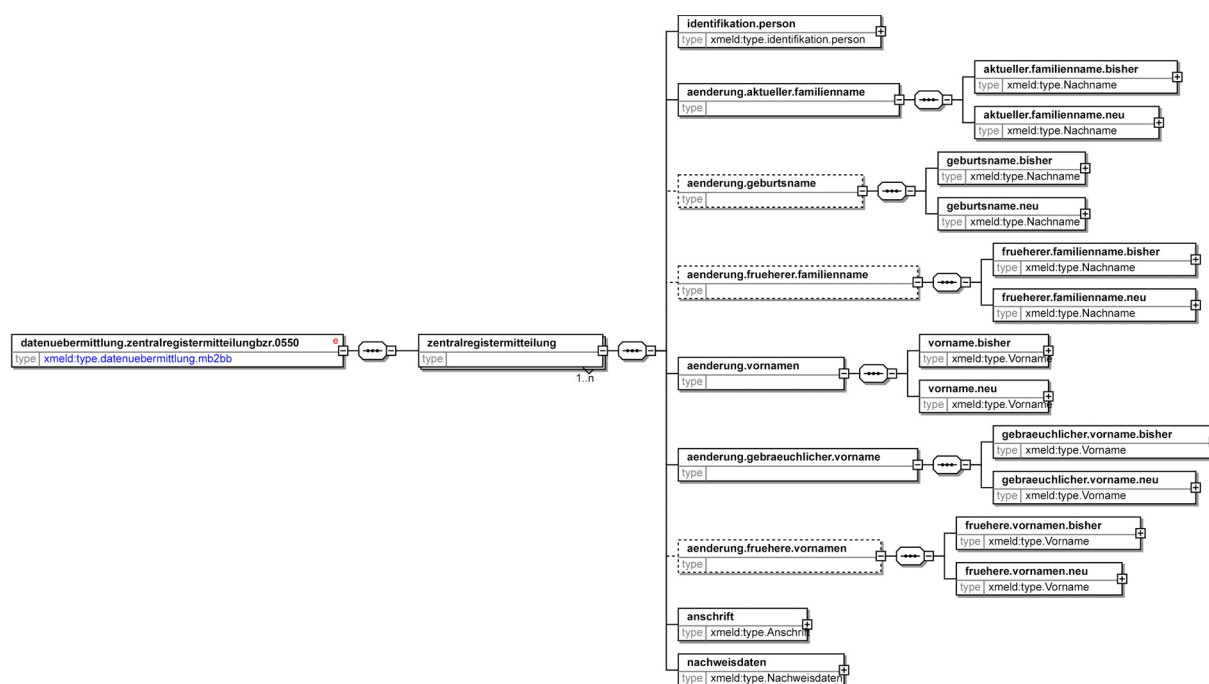 identifikation.person
type xmeld:type.identifikation.person
aenderung.aktueller.familienname
type
aktueller.familienname.bisher
type xmeld:type.Nachname
aktueller.familienname.neu
type xmeld:type.Nachname
aenderung.geburtsname
type
geburtsname.bisher
type xmeld:type.Nachname
geburtsname.neu
type xmeld:type.Nachname
aenderung.frueherer.familienname
type
frueherer.familienname.bisher
type xmeld:type.Nachname
frueherer.familienname.neu
type xmeld:type.Nachname
datenuebermittlung.zentralregistermitteilungbzr.0550 e
type xmeld:type.datenuebermittlung.mb2bb
zentralregistermitteilung
type
1..n
aenderung.vornamen
type
vorname.bisher
type xmeld:type.Vorname
vorname.neu
type xmeld:type.Vorname
aenderung.gebraeuchlicher.vorname
type
gebraeuchlicher.vorname.bisher
type xmeld:type.Vorname
gebraeuchlicher.vorname.neu
type xmeld:type.Vorname
aenderung.fruehere.vornamen
type
fruehere.vornamen.bisher
type xmeld:type.Vorname
fruehere.vornamen.neu
type xmeld:type.Vorname
anschrift
type xmeld:type.Anschrift
nachweisdaten
type xmeld:type.Nachweisdaten